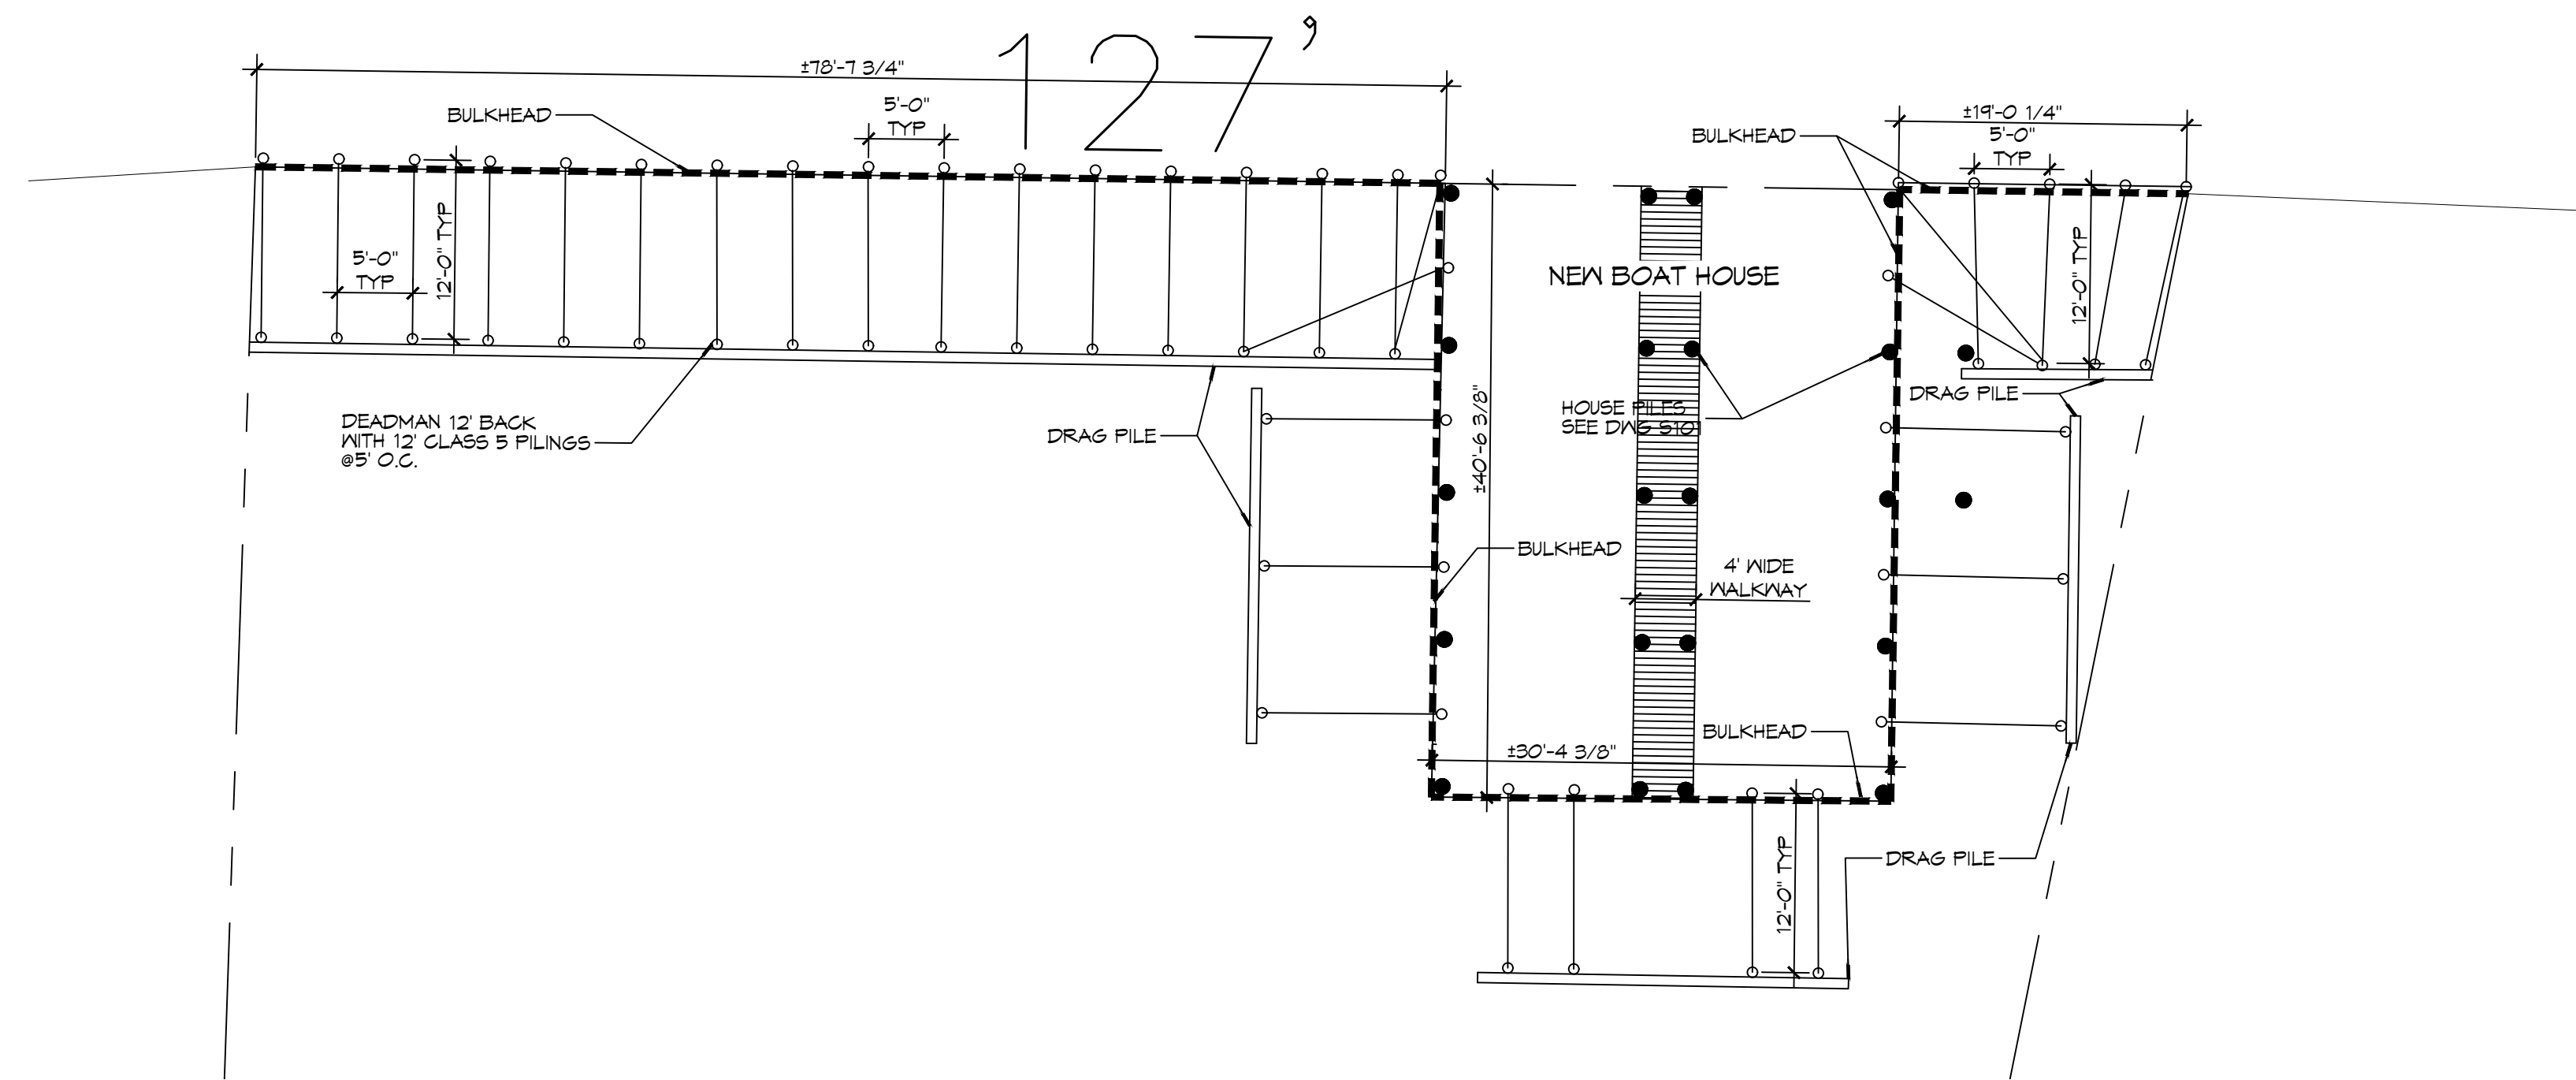 127'
±78'-7 3/4"
BULKHEAD
5'-0"
TYP
±19'-0 1/4"
BULKHEAD
5'-0"
TYP
5'-0"
TYP
12'-0" TYP
12'-0" TYP
NEW BOAT HOUSE
DEADMAN 12' BACK
WITH 12' CLASS 5 PILINGS
@5' O.C.
DRAG PILE
±40'-6 3/8"
HOUSE PILES
SEE DWG S101
DRAG PILE
BULKHEAD
4' WIDE
WALKWAY
±30'-4 3/8"
BULKHEAD
12'-0" TYP
DRAG PILE